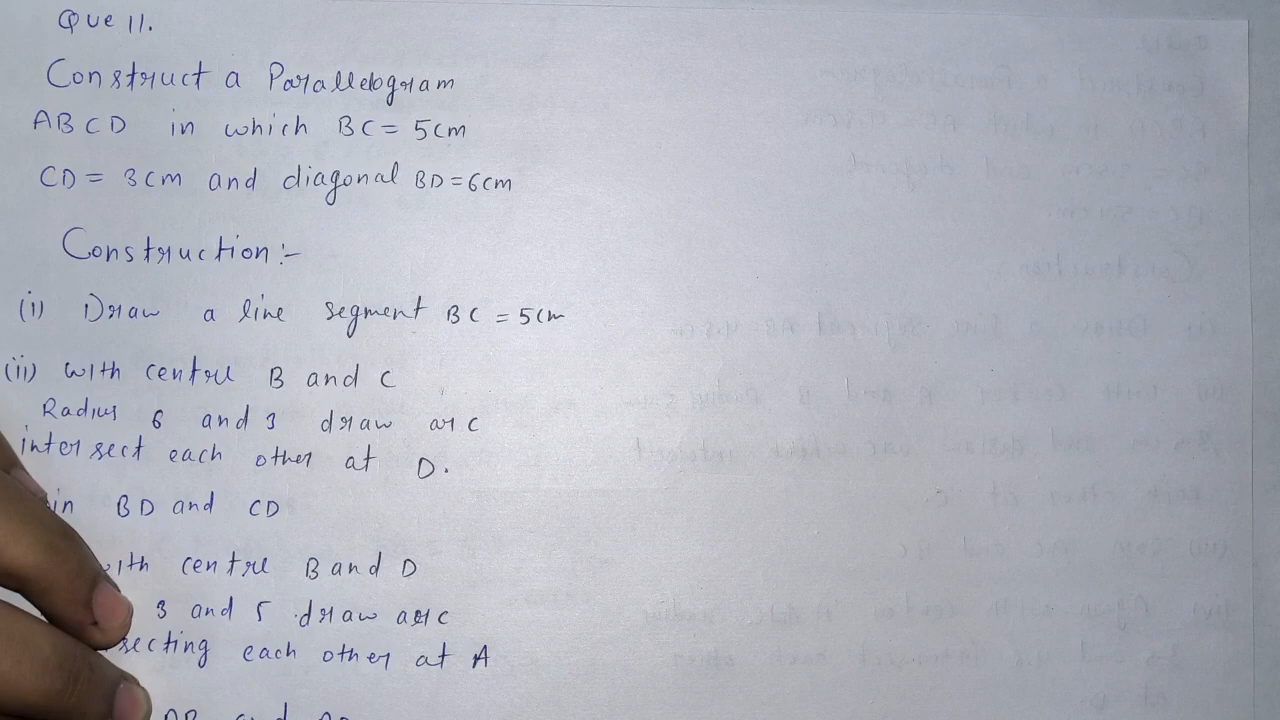 Que 11.
Construct a Parallelogram
ABCD in which BC = 5cm
CD = 3cm and diagonal BD = 6cm
Construction :-
(i) Draw a line segment BC = 5cm
(ii) with centre B and C
Radius 6 and 3 draw arc
intersect each other at D.
in BD and CD
with centre B and D
3 and 5 draw arc
secting each other at A
and